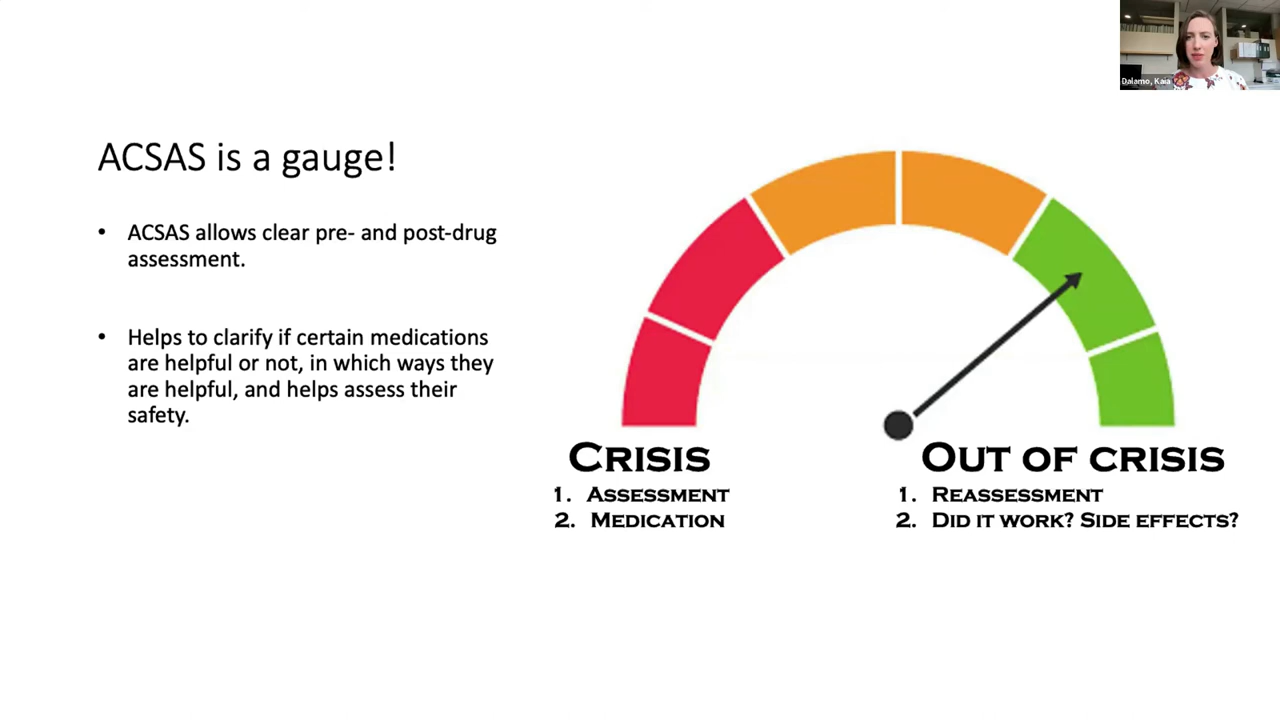 Dalamo, Kaia
ACSAS is a gauge!
• ACSAS allows clear pre- and post-drug
assessment.
• Helps to clarify if certain medications
are helpful or not, in which ways they
are helpful, and helps assess their
safety.
CRISIS
1. ASSESSMENT
2. MEDICATION
OUT OF CRISIS
1. REASSESSMENT
2. DID IT WORK? SIDE EFFECTS?